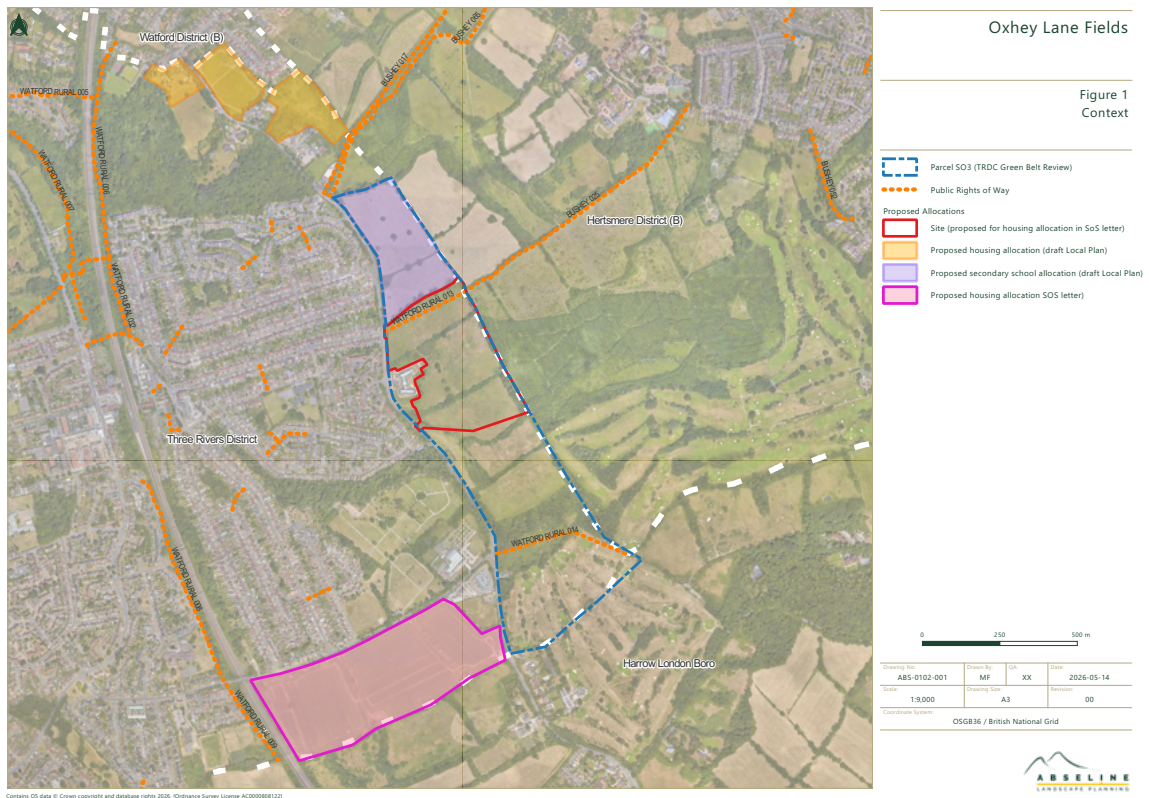 Oxhey Lane Fields
Figure 1
Context
Parcel SO3 (TRDC Green Belt Review)
Public Rights of Way
Proposed Allocations
Site (proposed for housing allocation in SoS letter)
Proposed housing allocation (draft Local Plan)
Proposed secondary school allocation (draft Local Plan)
Proposed housing allocation SOS letter)
Watford District (B)
BUSHEY 017
WATFORD RURAL 005
WATFORD RURAL 006
WATFORD RURAL 007
BUSHEY 025
BUSHEY 052
Hertsmere District (B)
WATFORD RURAL 013
WATFORD RURAL 012
Three Rivers District
WATFORD RURAL 014
WATFORD RURAL 008
Harrow London Boro
WATFORD RURAL 009
0 250 500 m
Drawing No: Drawn By: QA Date:
ABS-0102-001 MF XX 2026-05-14
Scale: Drawing Size: Revision:
1:9,000 A3 00
Coordinate System:
OSGB36 / British National Grid
ABSELINE
LANDSCAPE PLANNING
Contains OS data © Crown copyright and database rights 2026. (Ordnance Survey License AC0000808122)